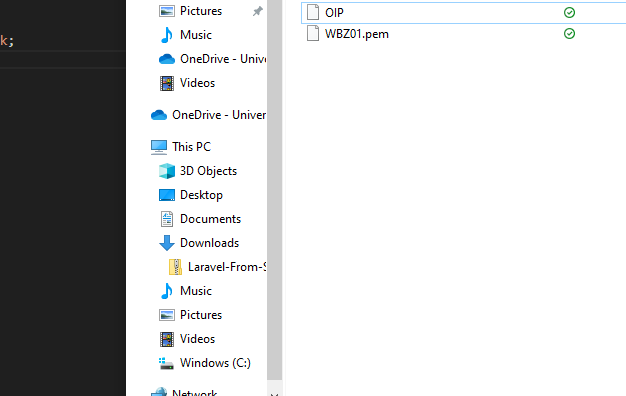 k;
Pictures
Music
OneDrive - Unive
Videos
OneDrive - Univer
This PC
3D Objects
Desktop
Documents
Downloads
Laravel-From-S
Music
Pictures
Videos
Windows (C:)
Network
OIP
WBZ01.pem